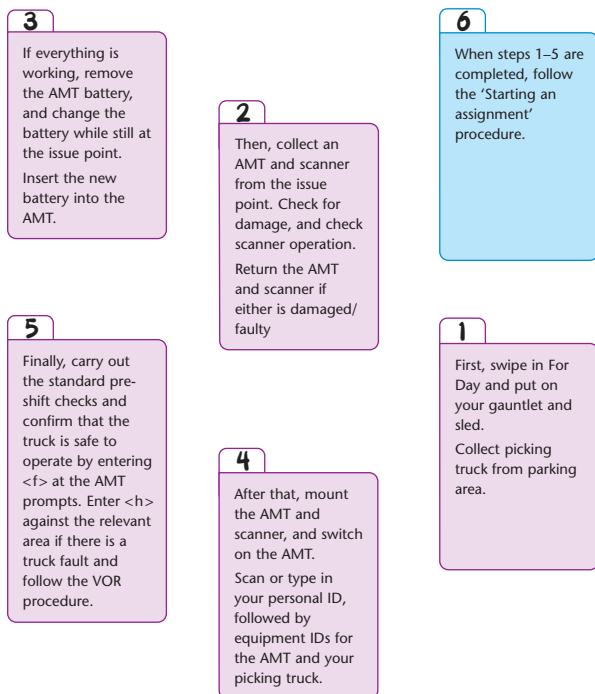 3
If everything is
working, remove
the AMT battery,
and change the
battery while still at
the issue point.
Insert the new
battery into the
AMT.
6
When steps 1–5 are
completed, follow
the ‘Starting an
assignment’
procedure.
2
Then, collect an
AMT and scanner
from the issue
point. Check for
damage, and check
scanner operation.
Return the AMT
and scanner if
either is damaged/
faulty
5
Finally, carry out
the standard pre-
shift checks and
confirm that the
truck is safe to
operate by entering
<f> at the AMT
prompts. Enter <h>
against the relevant
area if there is a
truck fault and
follow the VOR
procedure.
1
First, swipe in For
Day and put on
your gauntlet and
sled.
Collect picking
truck from parking
area.
4
After that, mount
the AMT and
scanner, and switch
on the AMT.
Scan or type in
your personal ID,
followed by
equipment IDs for
the AMT and your
picking truck.